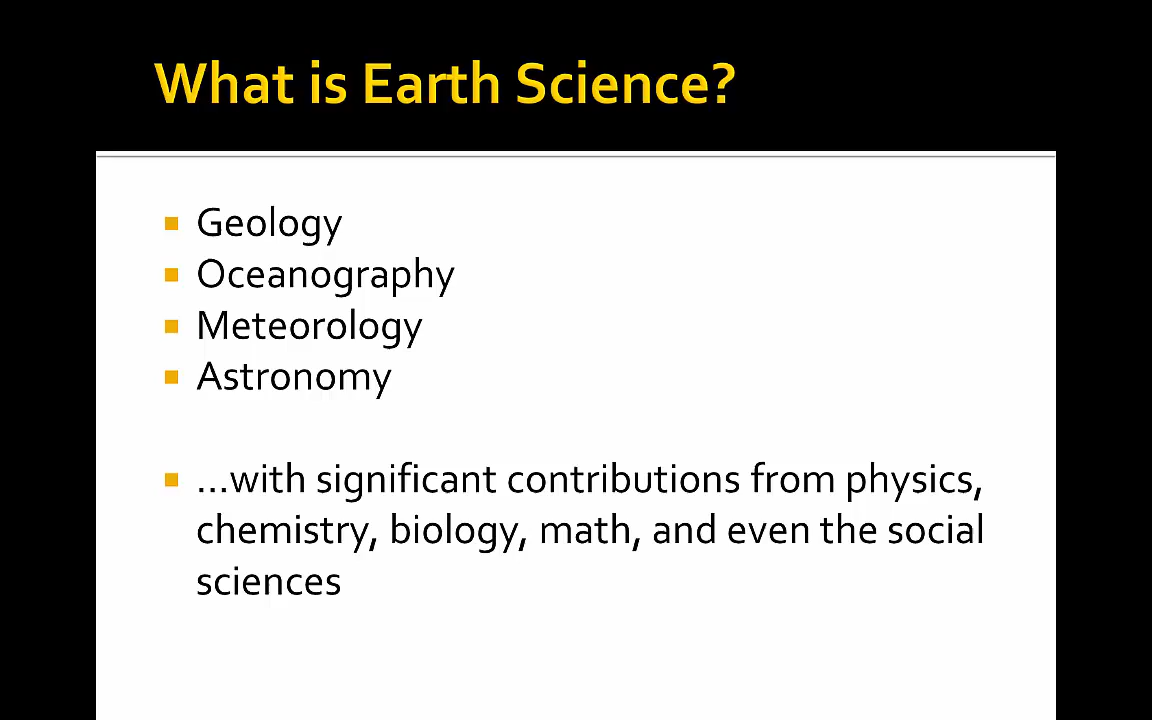 What is Earth Science?
Geology
Oceanography
Meteorology
Astronomy
...with significant contributions from physics,
chemistry, biology, math, and even the social
sciences